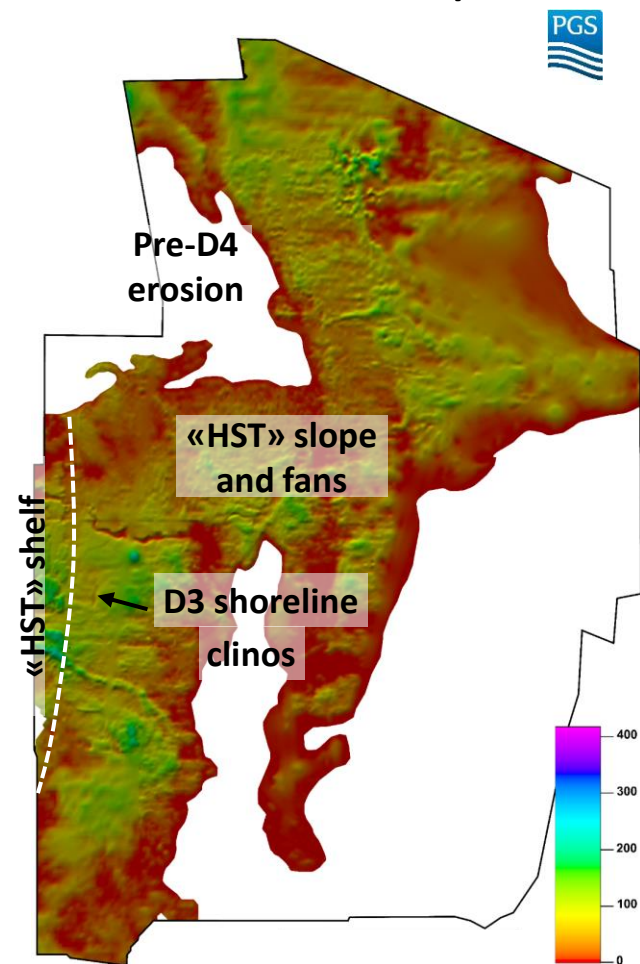 PGS
Pre-D4
erosion
«HST» slope
and fans
«HST» shelf
D3 shoreline
clinos
400
300
200
100
0